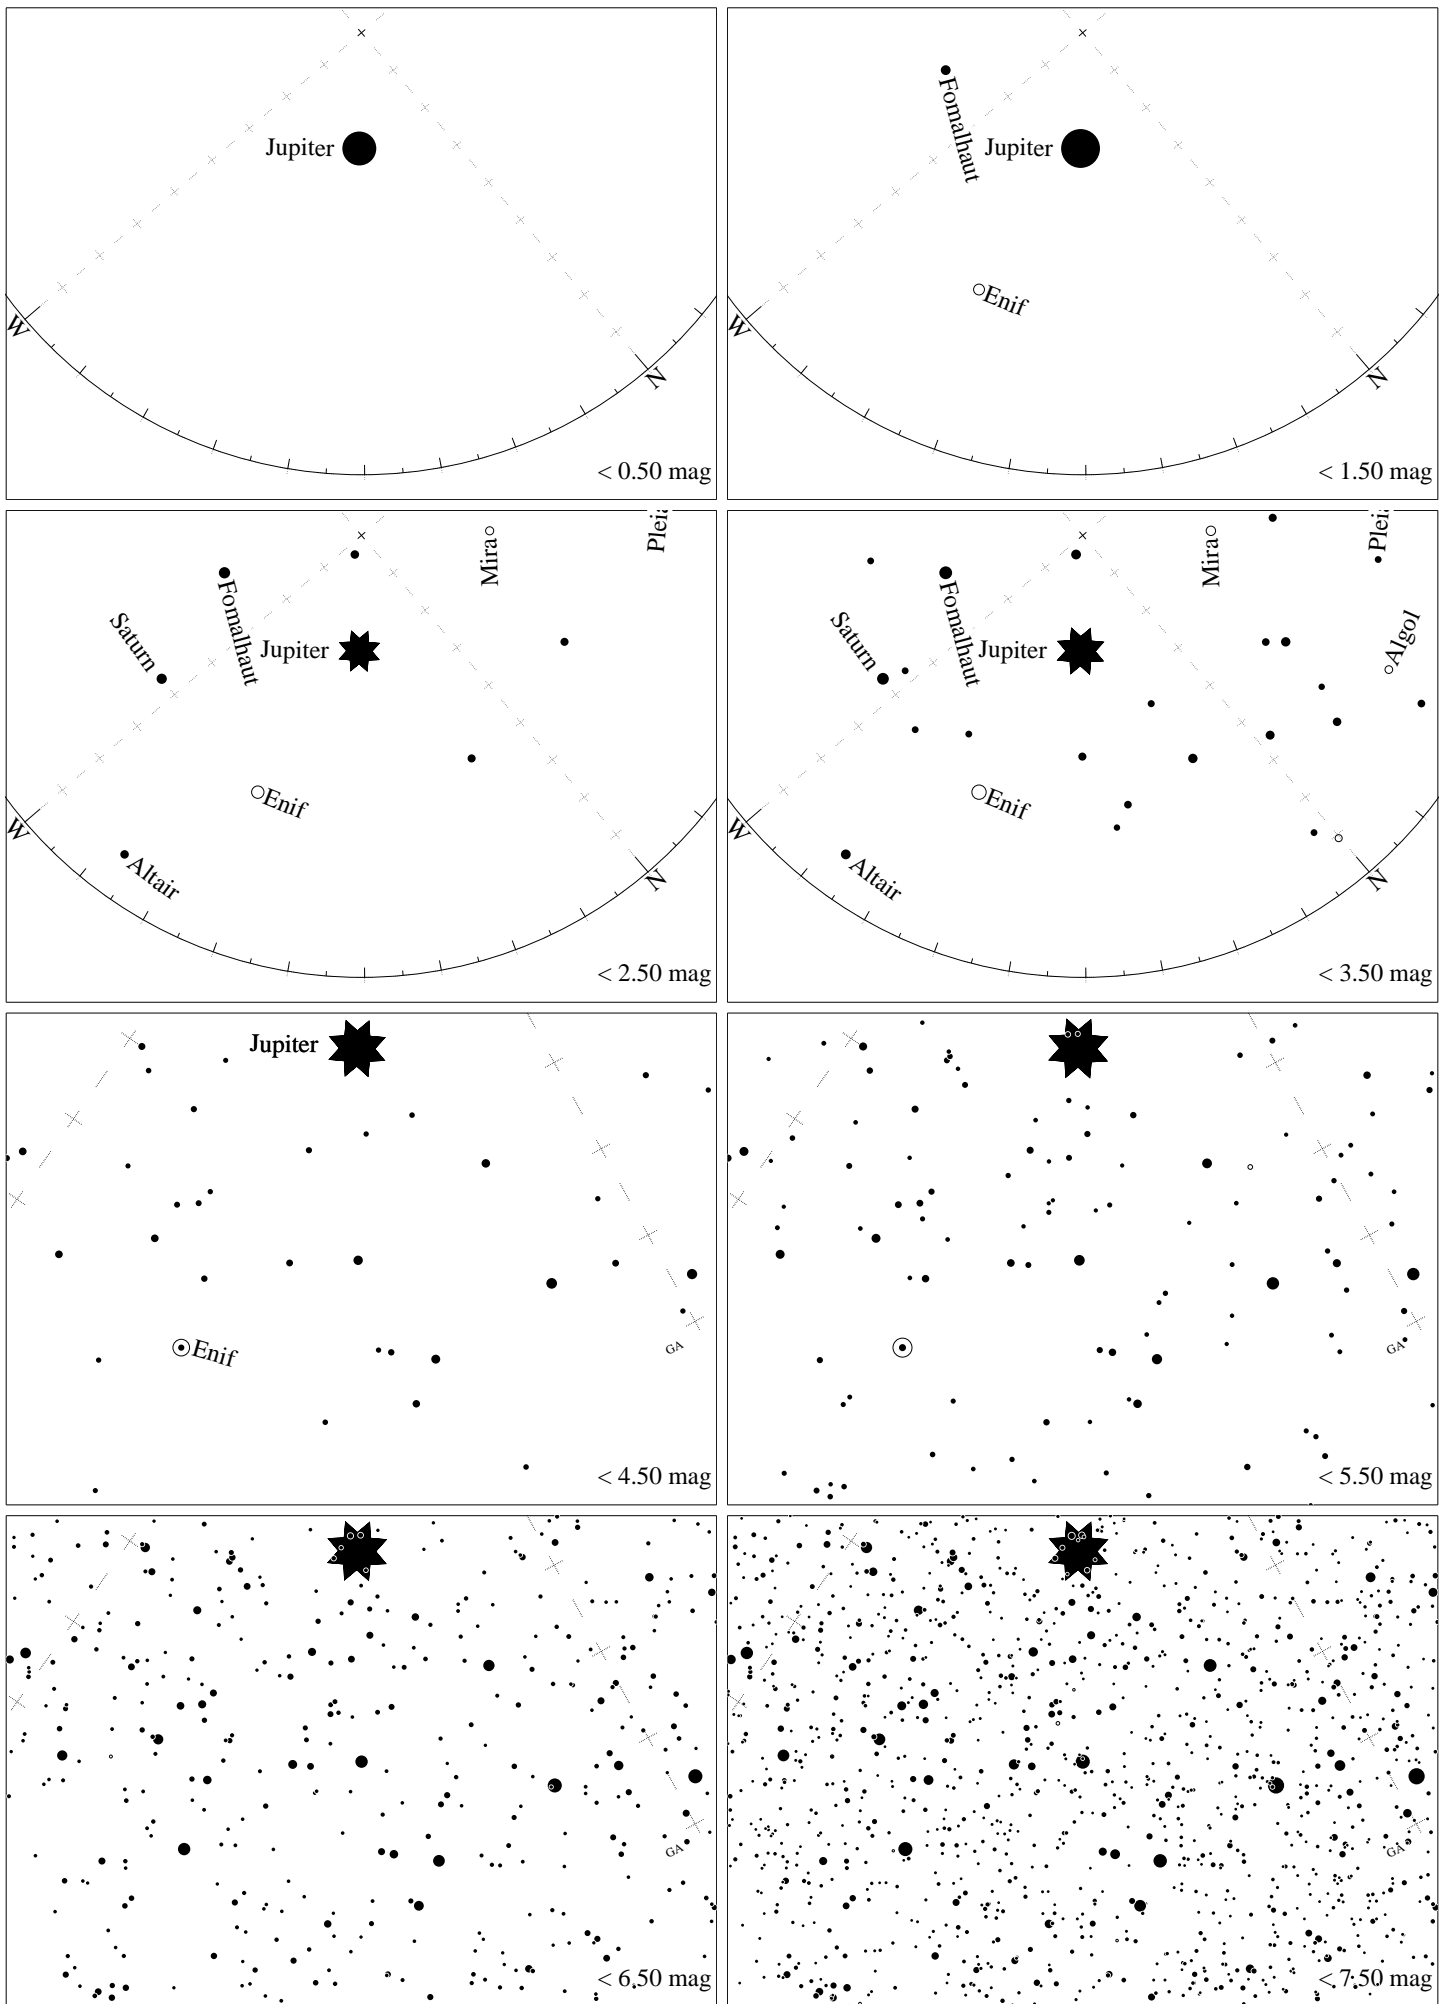 Jupiter
W
N
< 0.50 mag
Fomalhaut
Jupiter
Enif
W
N
< 1.50 mag
Mira
Plei
Saturn
Fomalhaut
Jupiter
Enif
W
Altair
N
< 2.50 mag
Mira
Plei
Saturn
Fomalhaut
Algol
Jupiter
Enif
W
Altair
N
< 3.50 mag
Jupiter
Enif
GA
< 4.50 mag
GA
< 5.50 mag
GA
< 6.50 mag
GA
< 7.50 mag